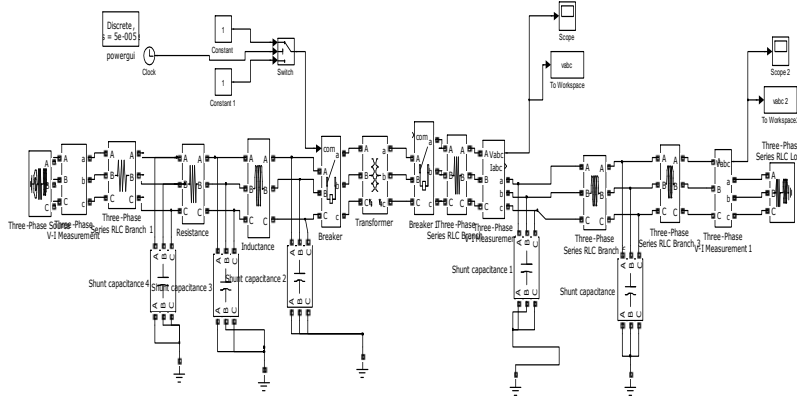 Discrete,
s = 5e-005
powergui
Clock
1
Constant
1
Constant 1
Switch
Scope
vabc
To Workspace
Scope 2
vabc 2
To Workspace
Three-Phase
Series RLC Lo
com
com
Vabc
Iabc
Vabc
A B C
a b c
Three-Phase Source
Three-Phase
V-I Measurement
Three-Phase
Series RLC Branch 1
Resistance
Inductance
Breaker
Transformer
Breaker 1
Three-Phase
Series RLC Branch
Three-Phase
V-I Measurement
Three-Phase
Series RLC Branch
Three-Phase
Series RLC Branch 3
Three-Phase
V-I Measurement 1
Shunt capacitance 4
Shunt capacitance 3
Shunt capacitance 2
Shunt capacitance 1
Shunt capacitance
A B C
A B C
A B C
A B C
A B C
A B C
A B C
A B C
A B C
A B C